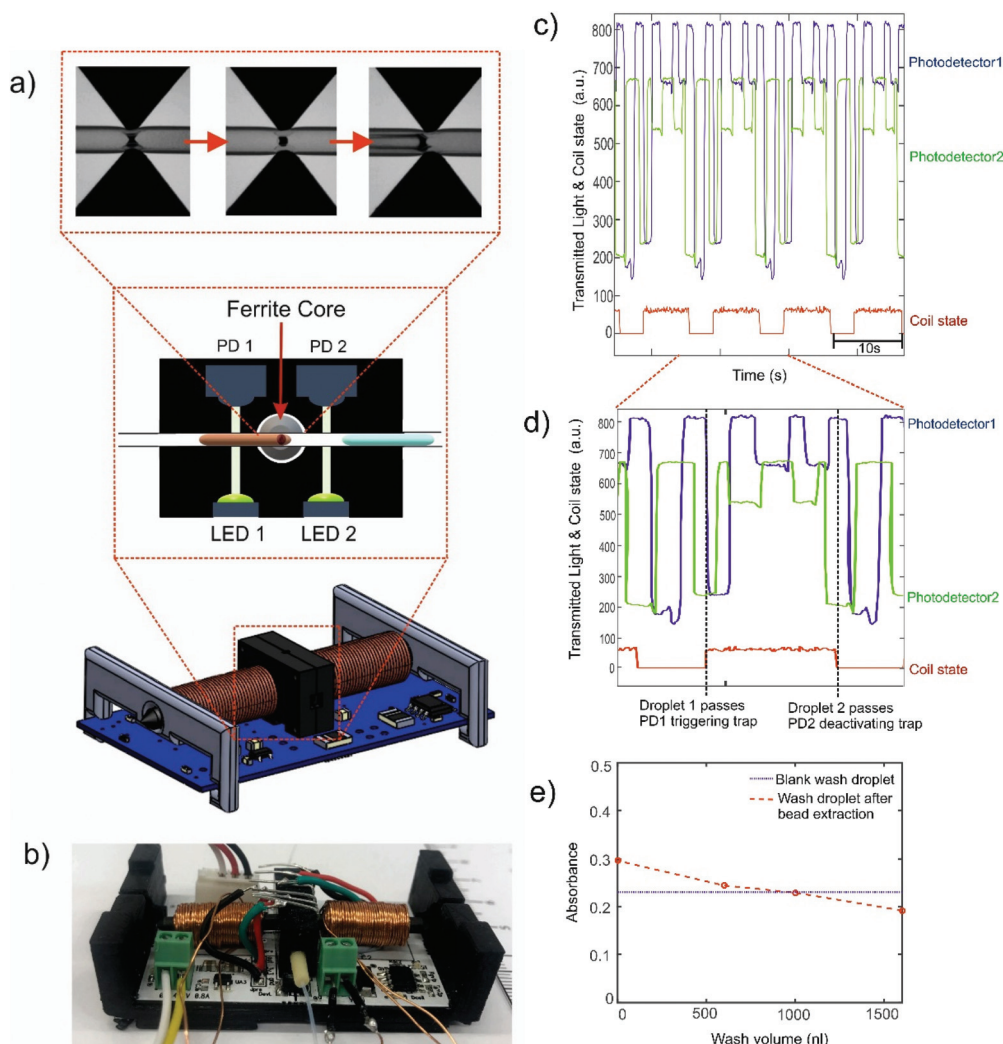 a)
Ferrite Core
PD 1
PD 2
LED 1
LED 2
b)
c)
Transmitted Light & Coil state (a.u.)
800
700
600
500
400
300
200
100
0
Photodetector1
Photodetector2
Coil state
10s
Time (s)
d)
Transmitted Light & Coil state (a.u.)
800
700
600
500
400
300
200
100
0
Photodetector1
Photodetector2
Coil state
Droplet 1 passes
PD1 triggering trap
Droplet 2 passes
PD2 deactivating trap
e)
Absorbance
0.5
0.4
0.3
0.2
0.1
0
Blank wash droplet
Wash droplet after
bead extraction
0
500
1000
1500
Wash volume (nl)